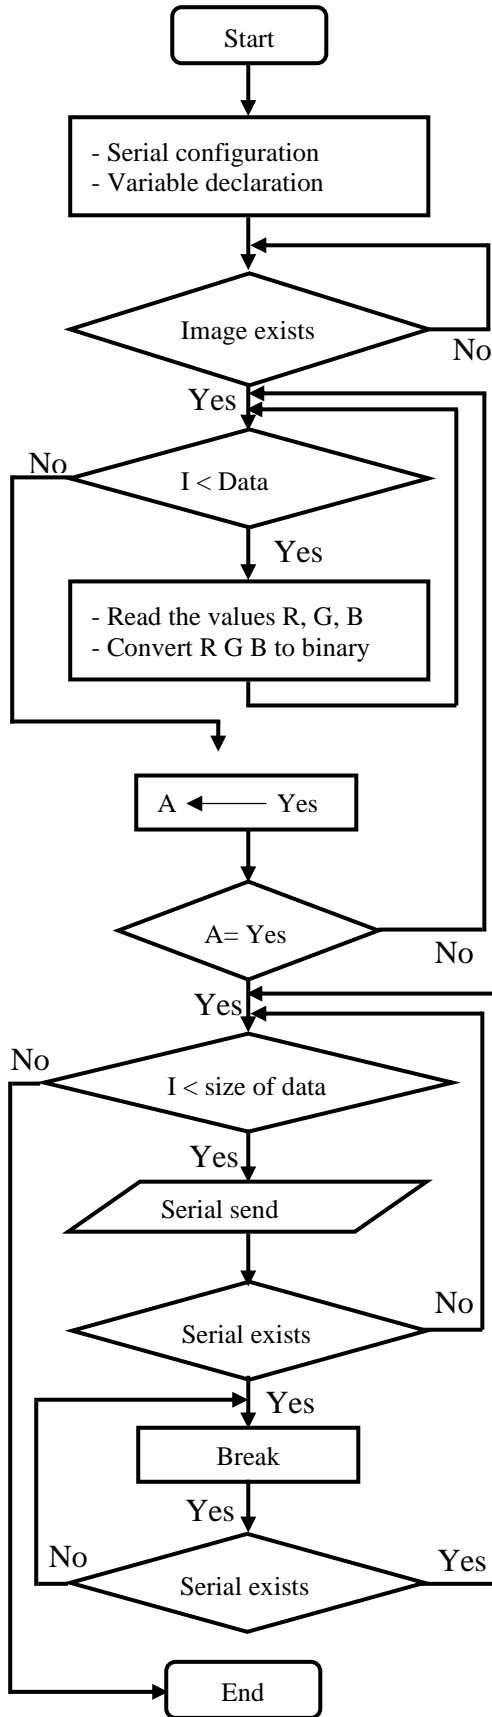 Start
- Serial configuration
- Variable declaration
Image exists
No
Yes
No
I < Data
Yes
- Read the values R, G, B
- Convert R G B to binary
A Yes
A= Yes
No
Yes
No
I < size of data
Yes
Serial send
No
Serial exists
Yes
Break
Yes
No
Yes
Serial exists
End